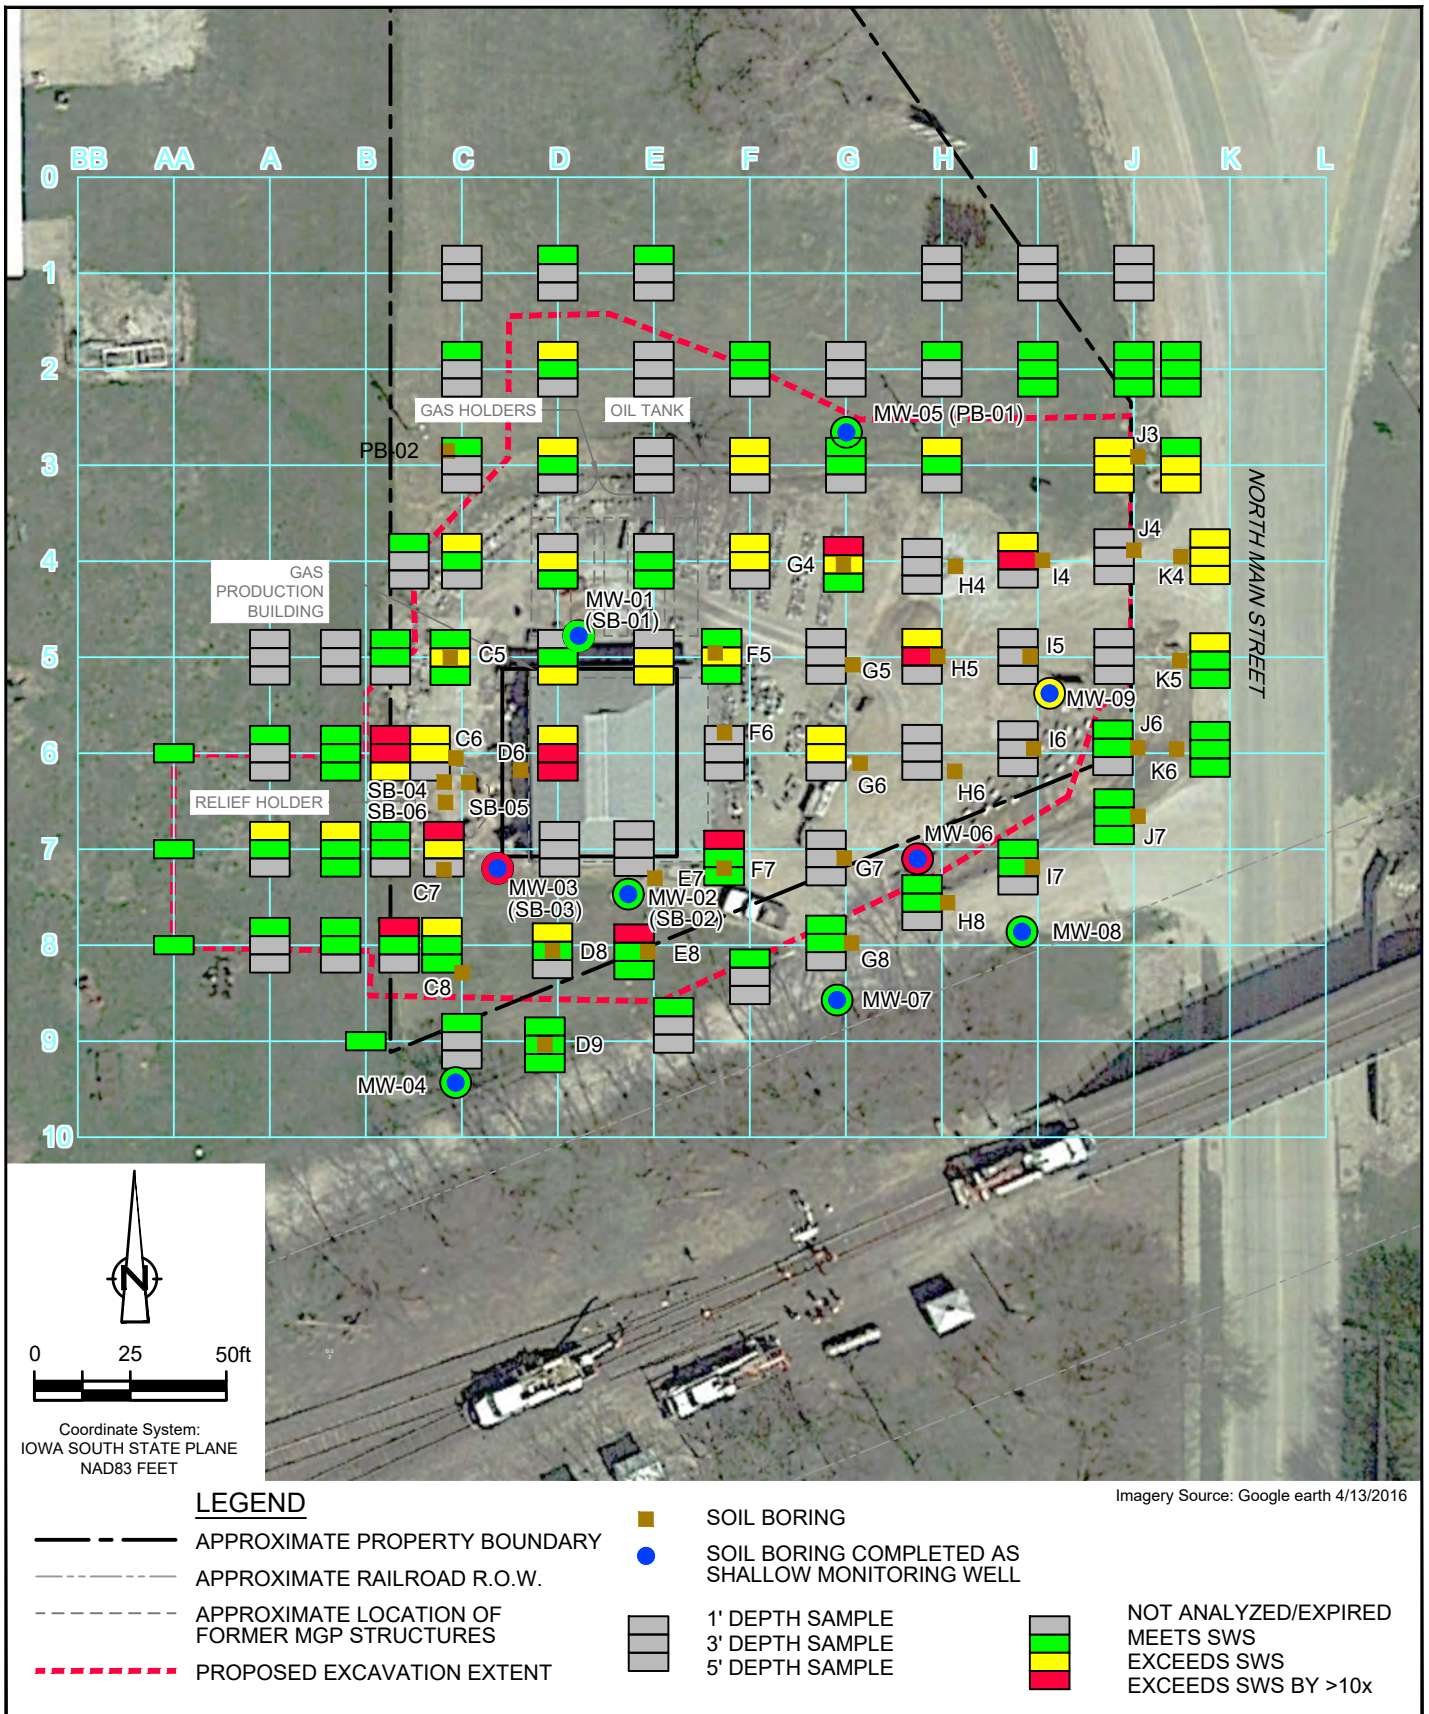 BB AA A B C D E F G H I J K L
0
1
2
GAS HOLDERS
OIL TANK
MW-05 (PB-01)
PB-02
J3
3
NORTH MAIN STREET
J4
4
G4
H4
I4
K4
GAS
PRODUCTION
BUILDING
MW-01
(SB-01)
5
C5
F5
G5
H5
I5
K5
MW-09
C6
D6
F6
J6
I6
K6
6
G6
H6
SB-04
SB-05
SB-06
RELIEF HOLDER
J7
MW-06
7
C7
MW-03
(SB-03)
E7
MW-02
(SB-02)
F7
G7
I7
H8
MW-08
8
D8
E8
G8
C8
MW-07
9
D9
MW-04
10
N
0 25 50ft
Coordinate System:
IOWA SOUTH STATE PLANE
NAD83 FEET
Imagery Source: Google earth 4/13/2016
LEGEND
APPROXIMATE PROPERTY BOUNDARY
APPROXIMATE RAILROAD R.O.W.
APPROXIMATE LOCATION OF
FORMER MGP STRUCTURES
PROPOSED EXCAVATION EXTENT
SOIL BORING
SOIL BORING COMPLETED AS
SHALLOW MONITORING WELL
1' DEPTH SAMPLE
3' DEPTH SAMPLE
5' DEPTH SAMPLE
NOT ANALYZED/EXPIRED
MEETS SWS
EXCEEDS SWS
EXCEEDS SWS BY >10x